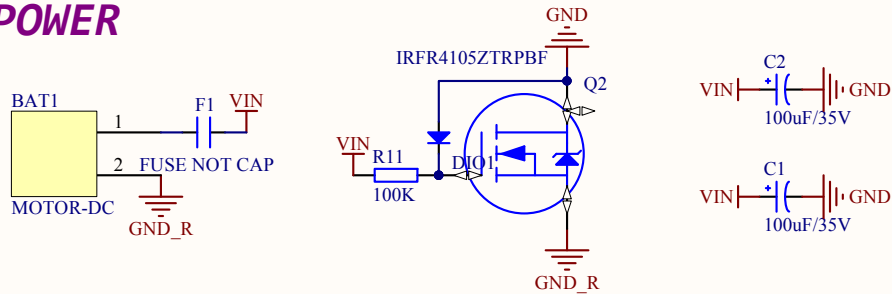 POWER
BAT1
1
2
MOTOR-DC
F1
VIN
FUSE NOT CAP
GND_R
GND
IRFR4105ZTRPBF
Q2
VIN
R11
100K
DIO1
GND_R
C2
VIN
GND
100uF/35V
C1
VIN
GND
100uF/35V